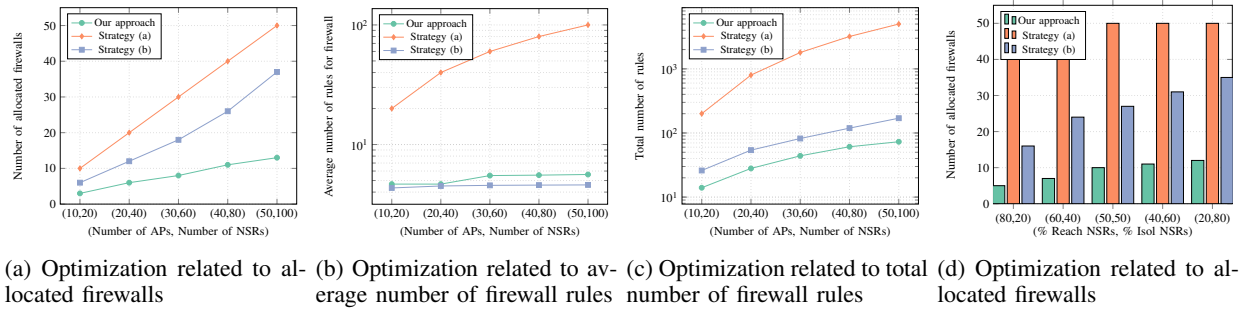 50
40
30
20
10
0
Number of allocated firewalls
Our approach
Strategy (a)
Strategy (b)
(10,20) (20,40) (30,60) (40,80) (50,100)
(Number of APs, Number of NSRs)
(a) Optimization related to al-
located firewalls
10^2
10^1
Average number of rules for firewall
Our approach
Strategy (a)
Strategy (b)
(10,20) (20,40) (30,60) (40,80) (50,100)
(Number of APs, Number of NSRs)
(b) Optimization related to av-
erage number of firewall rules
10^3
10^2
10^1
Total number of rules
Our approach
Strategy (a)
Strategy (b)
(10,20) (20,40) (30,60) (40,80) (50,100)
(Number of APs, Number of NSRs)
(c) Optimization related to total
number of firewall rules
50
40
30
20
10
0
Number of allocated firewalls
Our approach
Strategy (a)
Strategy (b)
(80,20) (60,40) (50,50) (40,60) (20,80)
(% Reach NSRs, % Isol NSRs)
(d) Optimization related to al-
located firewalls